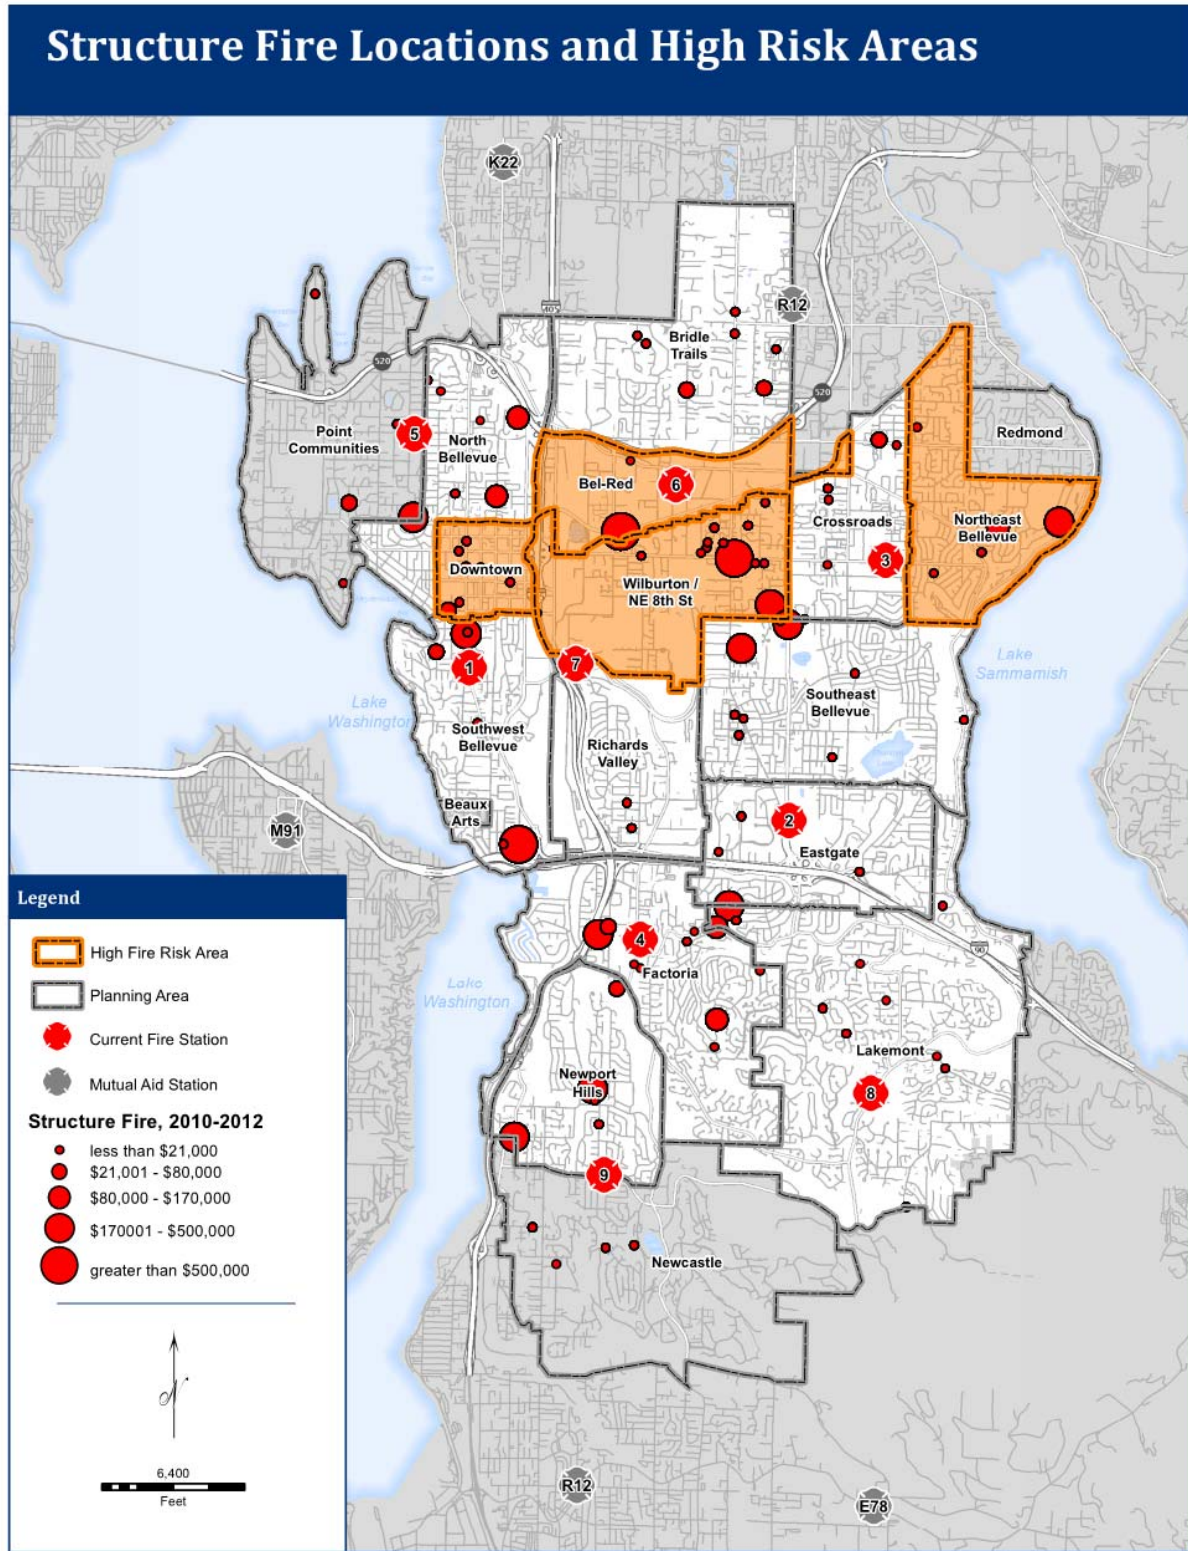 Structure Fire Locations and High Risk Areas
K22
405
R12
Bridle
Trails
520
520
Point
Communities
5
North
Bellevue
Redmond
Bel-Red
6
Crossroads
Northeast
Bellevue
3
Downtown
Wilburton /
NE 8th St
1
7
Lake
Sammamish
Lake
Washington
Southeast
Bellevue
Southwest
Bellevue
Richards
Valley
Beaux
Arts
M91
2
Eastgate
4
Factoria
90
Lake
Washington
Lakemont
Newport
Hills
8
9
Newcastle
R12
E78
Legend
High Fire Risk Area
Planning Area
Current Fire Station
Mutual Aid Station
Structure Fire, 2010-2012
less than $21,000
$21,001 - $80,000
$80,000 - $170,000
$170001 - $500,000
greater than $500,000
N
6,400
Feet